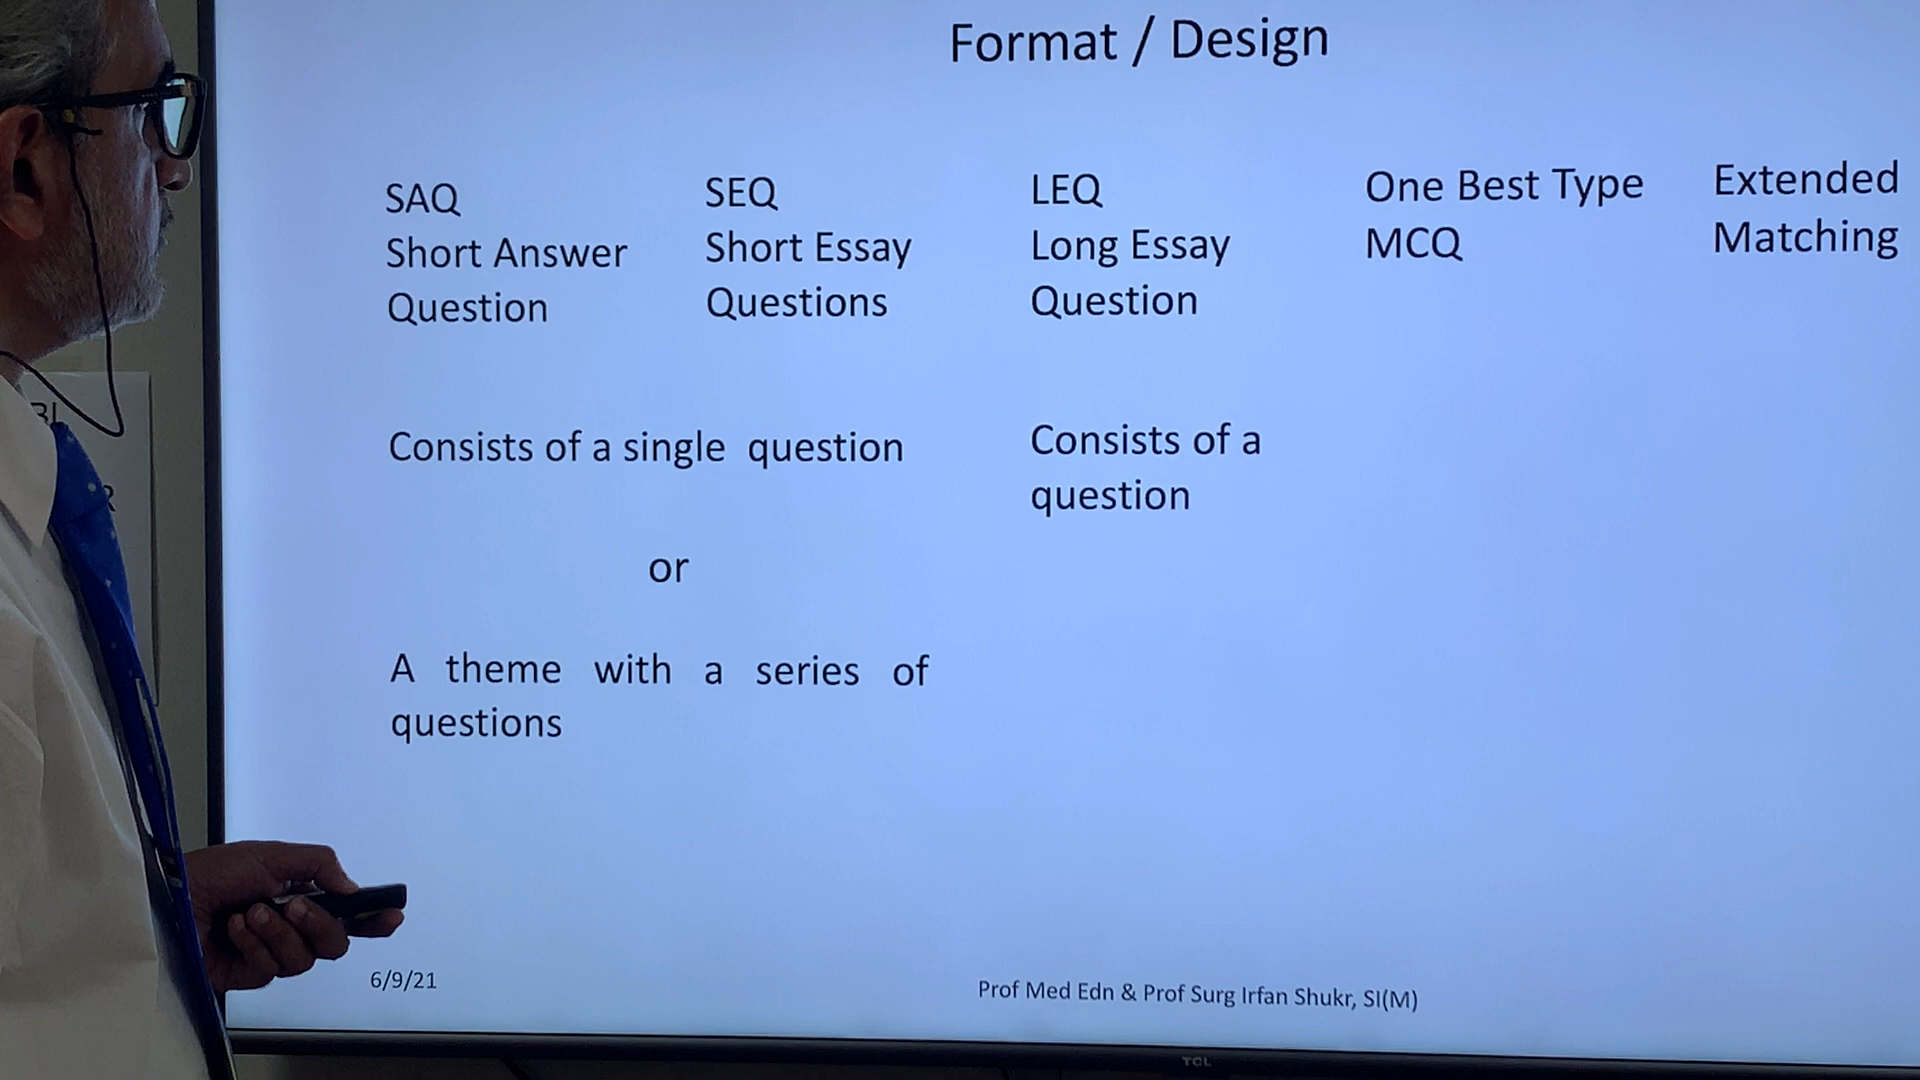 Format / Design
SAQ
Short Answer
Question
SEQ
Short Essay
Questions
LEQ
Long Essay
Question
One Best Type
MCQ
Extended
Matching
Consists of a single question
or
A theme with a series of
questions
Consists of a
question
6/9/21
Prof Med Edn & Prof Surg Irfan Shukr, SI(M)
TCL